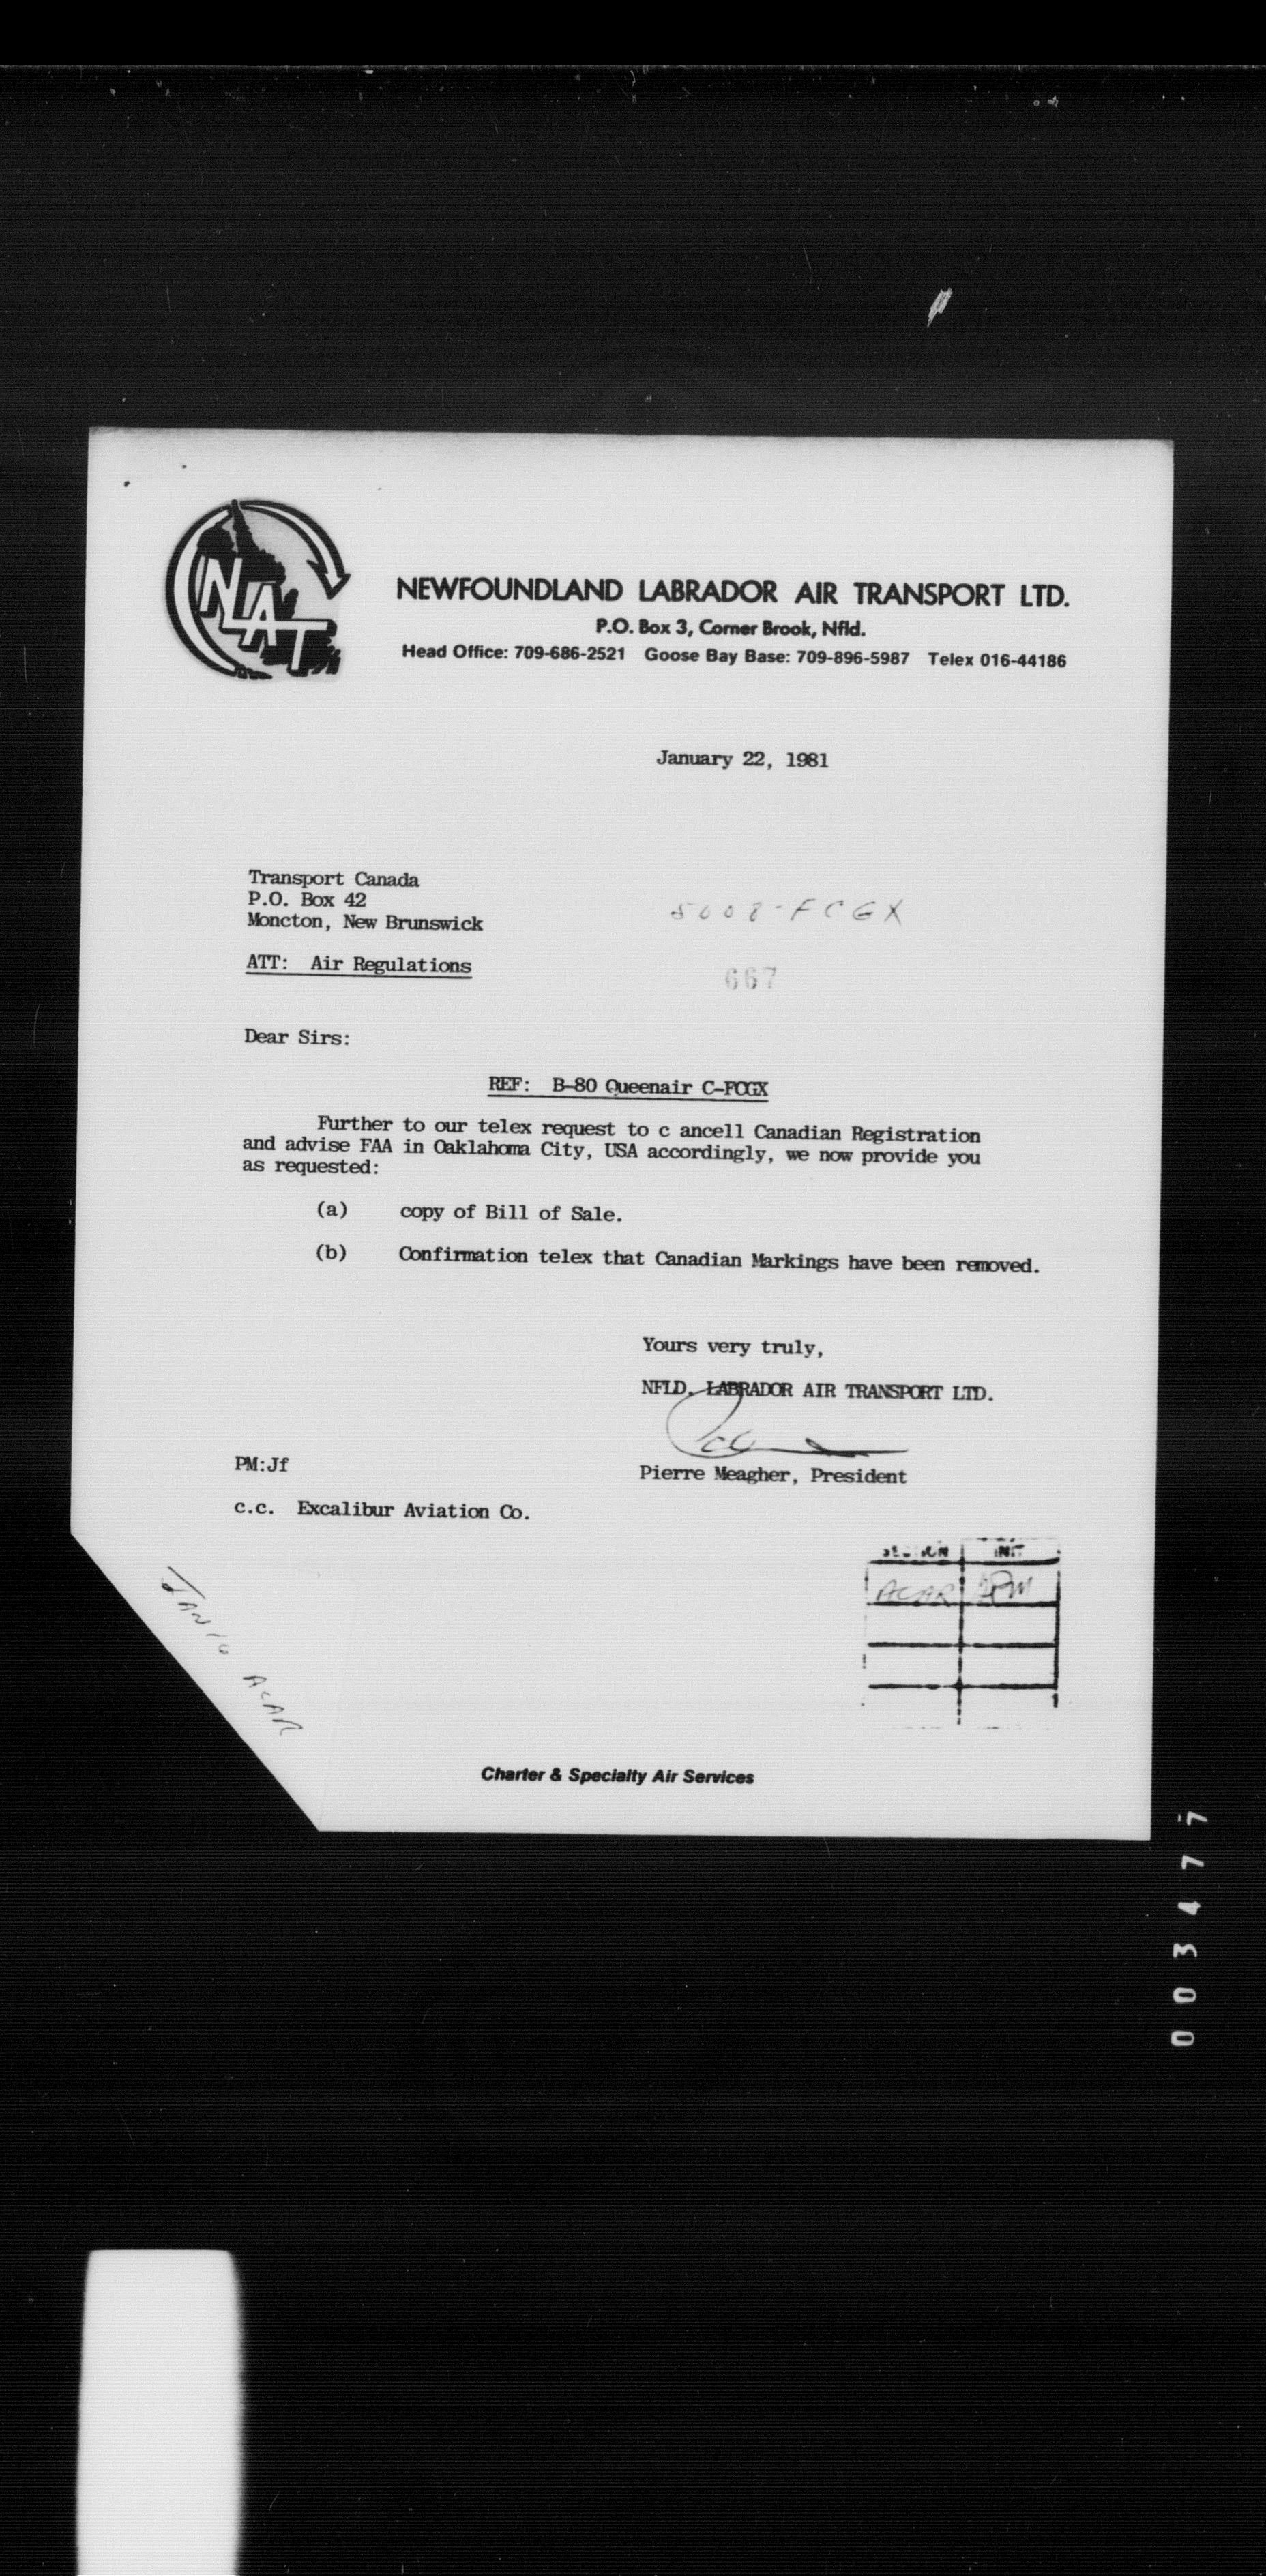 NLAT
NEWFOUNDLAND LABRADOR AIR TRANSPORT LTD.
P.O. Box 3, Corner Brook, Nfld.
Head Office: 709-686-2521 Goose Bay Base: 709-896-5987 Telex 016-44186
January 22, 1981
Transport Canada
P.O. Box 42
Moncton, New Brunswick
5008-FCGX
ATT: Air Regulations
667
Dear Sirs:
REF: B-80 Queenair C-FCGX
Further to our telex request to c ancell Canadian Registration
and advise FAA in Oaklahoma City, USA accordingly, we now provide you
as requested:
(a) copy of Bill of Sale.
(b) Confirmation telex that Canadian Markings have been removed.
Yours very truly,
NFLD. LABRADOR AIR TRANSPORT LTD.
PM:Jf
Pierre Meagher, President
c.c. Excalibur Aviation Co.
SECTION INIT
ACAR
ACAR
Charter & Specialty Air Services
003477